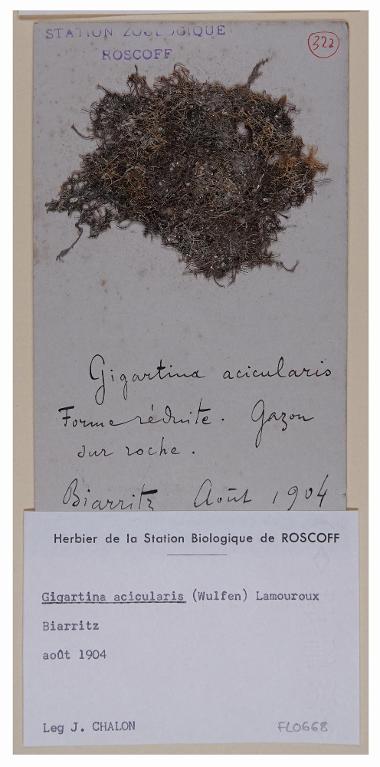 STATION ZOOLOGIQUE
ROSCOFF
322
Gigartina acicularis
Forme réduite. Gazon
sur roche.
Biarritz Août 1904
Herbier de la Station Biologique de ROSCOFF
Gigartina acicularis (Wulfen) Lamouroux
Biarritz
août 1904
Leg J. CHALON
FL0668